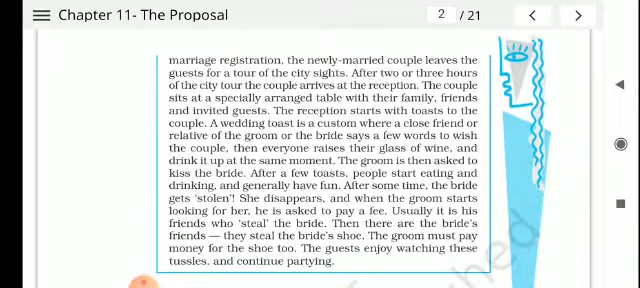 Chapter 11- The Proposal
2 / 21
marriage registration, the newly-married couple leaves the
guests for a tour of the city sights. After two or three hours
of the city tour the couple arrives at the reception. The couple
sits at a specially arranged table with their family, friends
and invited guests. The reception starts with toasts to the
couple. A wedding toast is a custom where a close friend or
relative of the groom or the bride says a few words to wish
the couple, then everyone raises their glass of wine, and
drink it up at the same moment. The groom is then asked to
kiss the bride. After a few toasts, people start eating and
drinking, and generally have fun. After some time, the bride
gets ‘stolen’! She disappears, and when the groom starts
looking for her, he is asked to pay a fee. Usually it is his
friends who ‘steal’ the bride. Then there are the bride’s
friends — they steal the bride’s shoe. The groom must pay
money for the shoe too. The guests enjoy watching these
tussles, and continue partying.